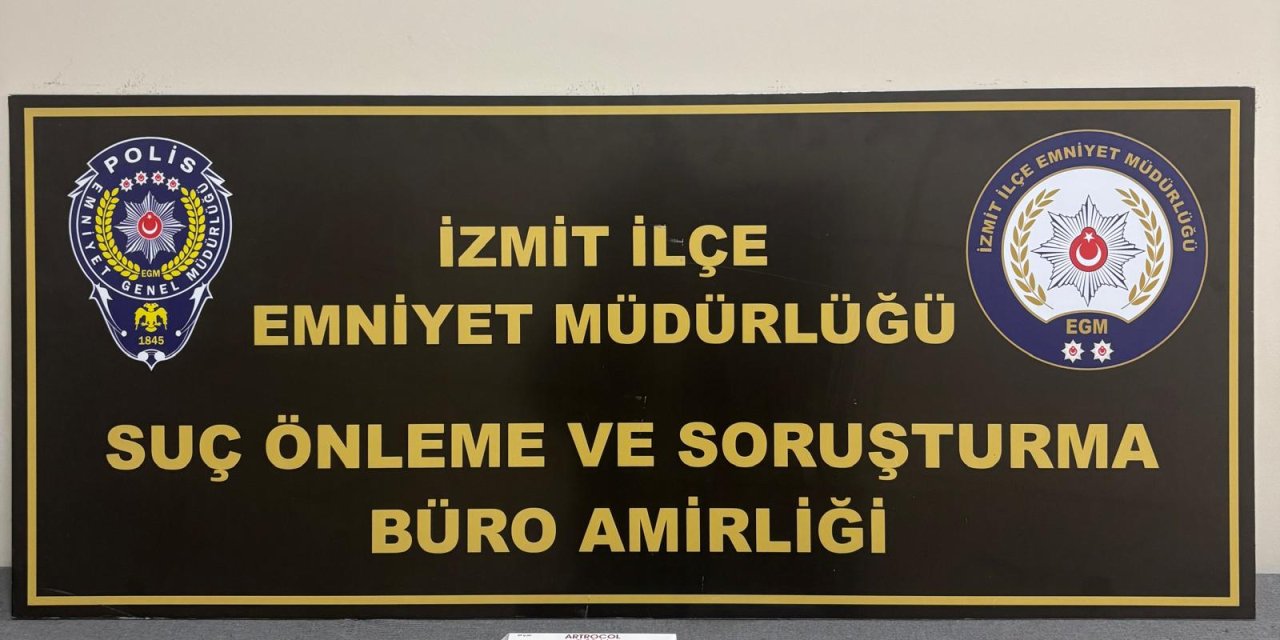 POLİS
EMNİYET GENEL MÜDÜRLÜĞÜ
EGM
1845
İZMİT İLÇE EMNİYET MÜDÜRLÜĞÜ
EGM
İZMİT İLÇE
EMNİYET MÜDÜRLÜĞÜ
SUÇ ÖNLEME VE SORUŞTURMA
BÜRO AMİRLİĞİ
ARTROCOL